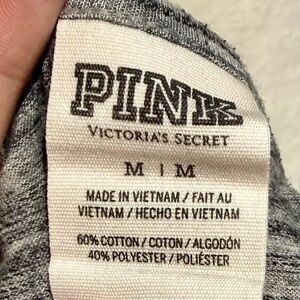 PINK
VICTORIA'S SECRET
M | M
MADE IN VIETNAM / FAIT AU
VIETNAM / HECHO EN VIETNAM
60% COTTON / COTON / ALGODÓN
40% POLYESTER / POLIÉSTER